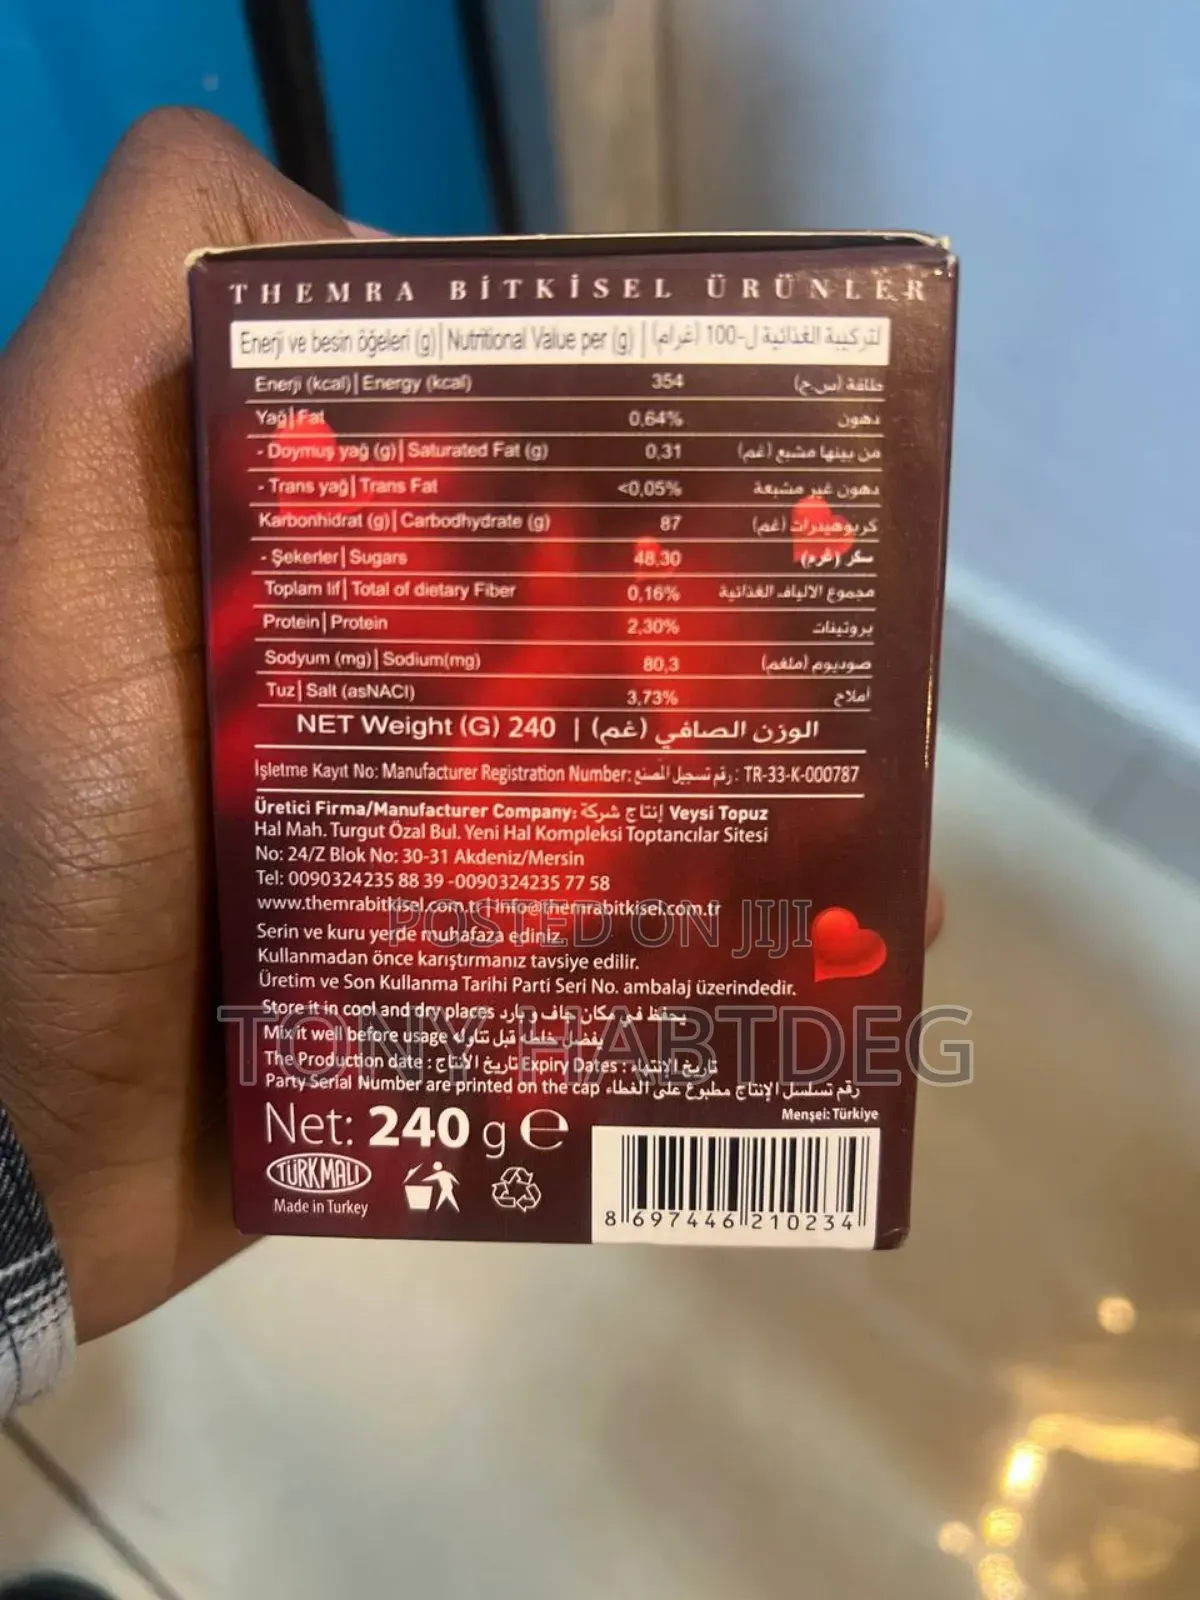 THEMRA BİTKİSEL ÜRÜNLER
Enerji ve besin öğeleri (g) | Nutritional Value per (g) | لتركيبة الغذائية ل-100 (غرام)
Enerji (kcal) | Energy (kcal) 354 طاقة (س.ح)
Yağ | Fat 0,64% دهون
- Doymuş yağ (g) | Saturated Fat (g) 0,31 من بينها مشبع (غم)
- Trans yağ | Trans Fat <0,05% دهون غير مشبعة
Karbonhidrat (g) | Carbodhydrate (g) 87 كربوهيدرات (غم)
- Şekerler | Sugars 48,30 سكر (غرم)
Toplam lif | Total of dietary Fiber 0,16% مجموع الالياف الغذائية
Protein | Protein 2,30% بروتينات
Sodyum (mg) | Sodium(mg) 80,3 صوديوم (ملغم)
Tuz | Salt (asNACI) 3,73% أملاح
NET Weight (G) 240 | الوزن الصافي (غم)
İşletme Kayıt No: Manufacturer Registration Number: رقم تسجيل المصنع : TR-33-K-000787
Üretici Firma/Manufacturer Company: إنتاج شركة Veysi Topuz
Hal Mah. Turgut Özal Bul. Yeni Hal Kompleksi Toptancılar Sitesi
No: 24/Z Blok No: 30-31 Akdeniz/Mersin
Tel: 0090324235 88 39 -0090324235 77 58
www.themrabitkisel.com.tr | info@themrabitkisel.com.tr
POSTED ON JIJI
Serin ve kuru yerde muhafaza ediniz.
Kullanmadan önce karıştırmanız tavsiye edilir.
Üretim ve Son Kullanma Tarihi Parti Seri No. ambalaj üzerindedir.
Store it in cool and dry places يحفظ في مكان جاف و بارد
TONY HABTDEG
Mix it well before usage يفضل خلطه قبل تناوله
The Production date : تاريخ الأنتاج Expiry Dates : تاريخ الانتهاء
Party Serial Number are printed on the cap رقم تسلسل الإنتاج مطبوع على الغطاء
Net: 240 g e
Menşei: Türkiye
TÜRKMALI
Made in Turkey
8 697446 210234